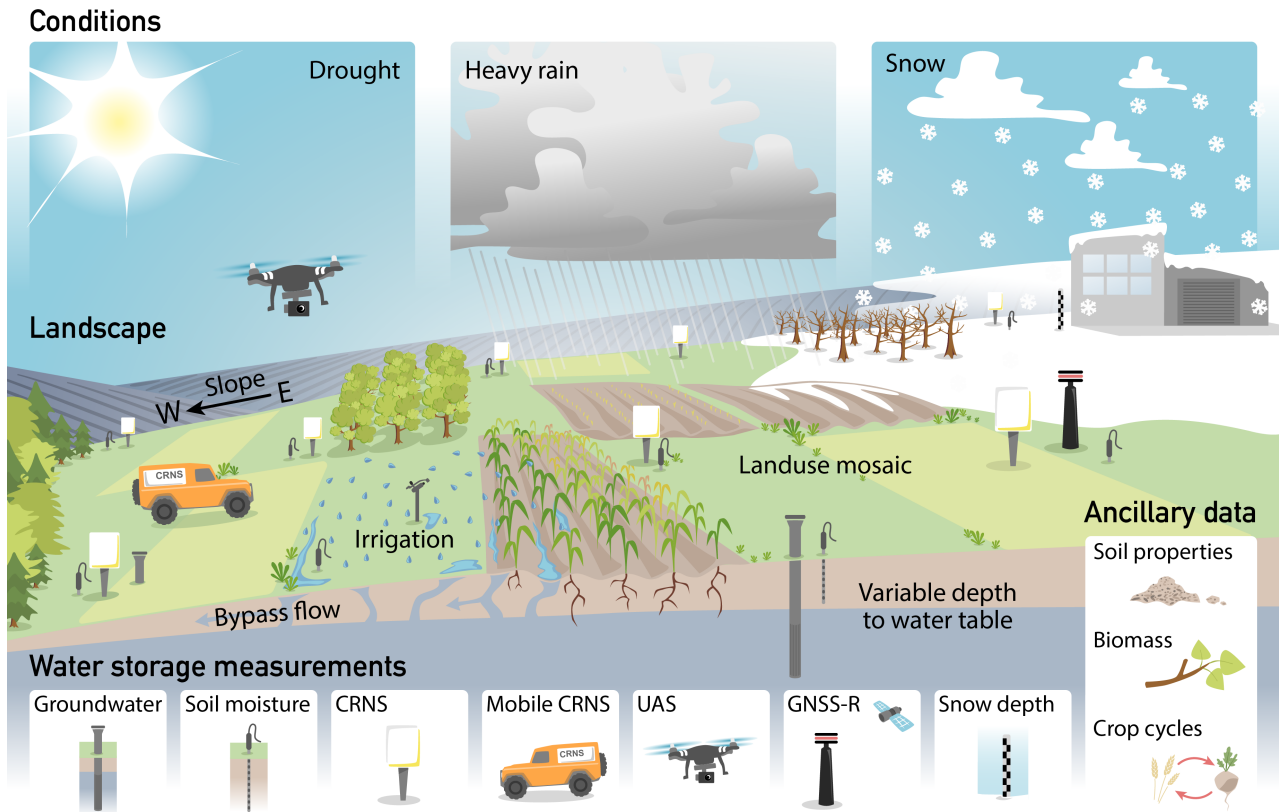 Conditions
Drought
Heavy rain
Snow
Landscape
Slope
W
E
CRNS
Landuse mosaic
Irrigation
Bypass flow
Variable depth
to water table
Ancillary data
Soil properties
Biomass
Crop cycles
Water storage measurements
Groundwater
Soil moisture
CRNS
Mobile CRNS
CRNS
UAS
GNSS-R
Snow depth